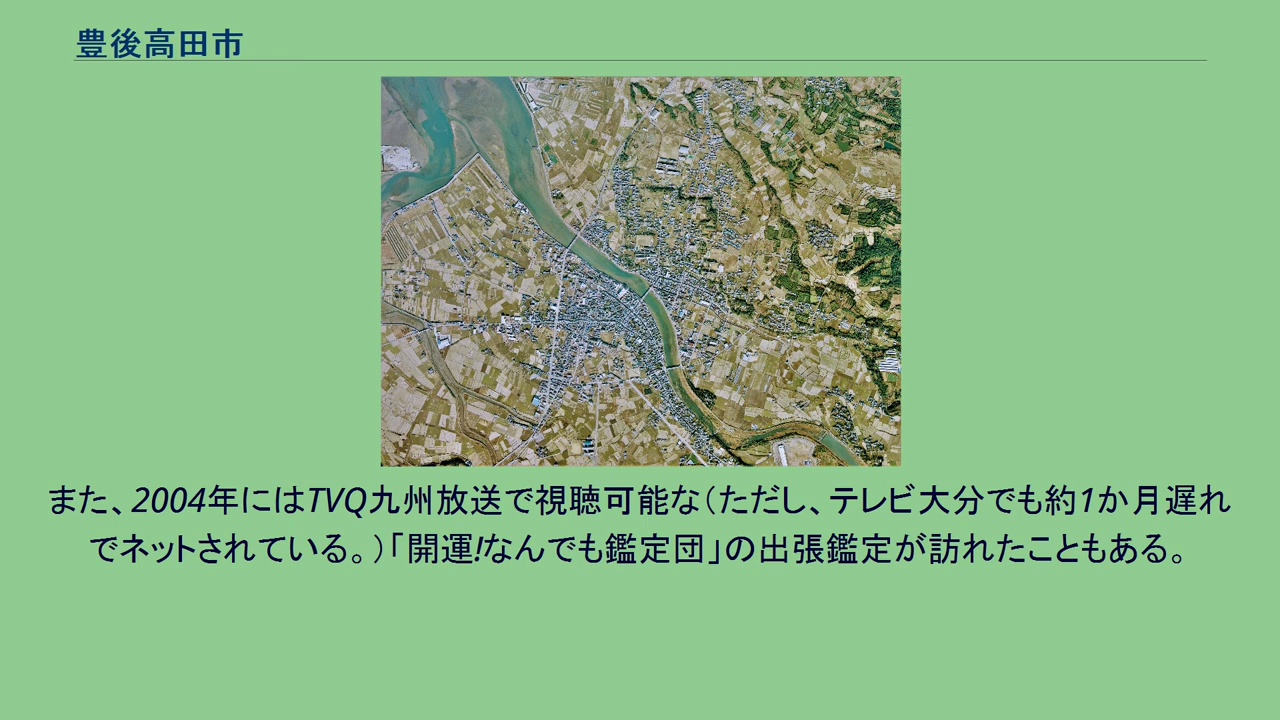 豊後高田市
また、2004年にはTVQ九州放送で視聴可能な（ただし、テレビ大分でも約1か月遅れ
でネットされている。）「開運!なんでも鑑定団」の出張鑑定が訪れたこともある。